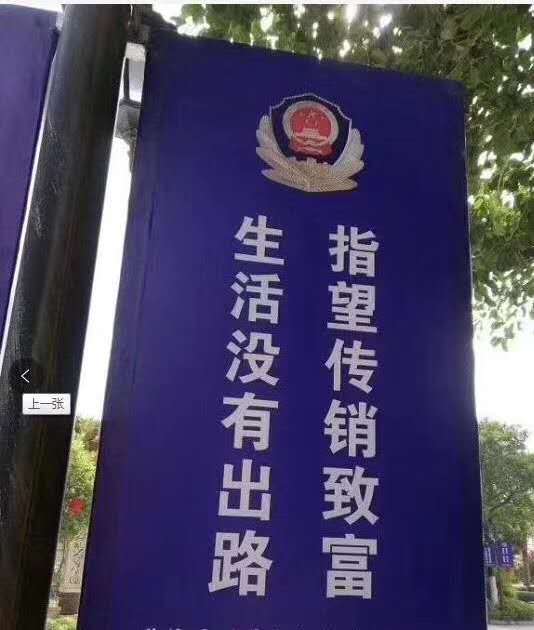 指望传销致富
生活没有出路
上一张